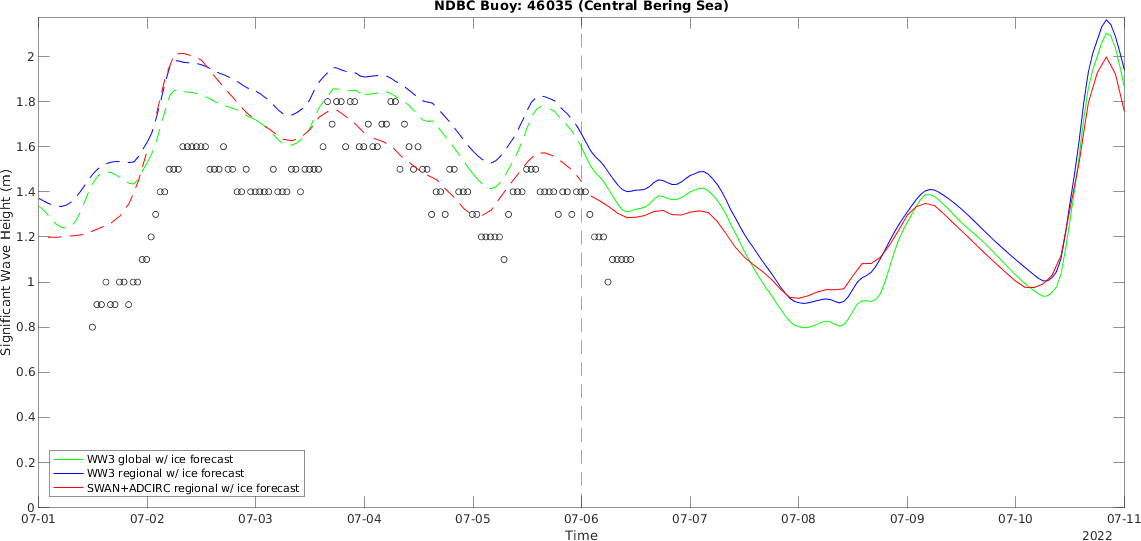 NDBC Buoy: 46035 (Central Bering Sea)
Significant Wave Height (m)
2
1.8
1.6
1.4
1.2
1
0.8
0.6
0.4
0.2
0
WW3 global w/ ice forecast
WW3 regional w/ ice forecast
SWAN+ADCIRC regional w/ ice forecast
07-01 07-02 07-03 07-04 07-05 07-06 07-07 07-08 07-09 07-10 07-11
Time
2022